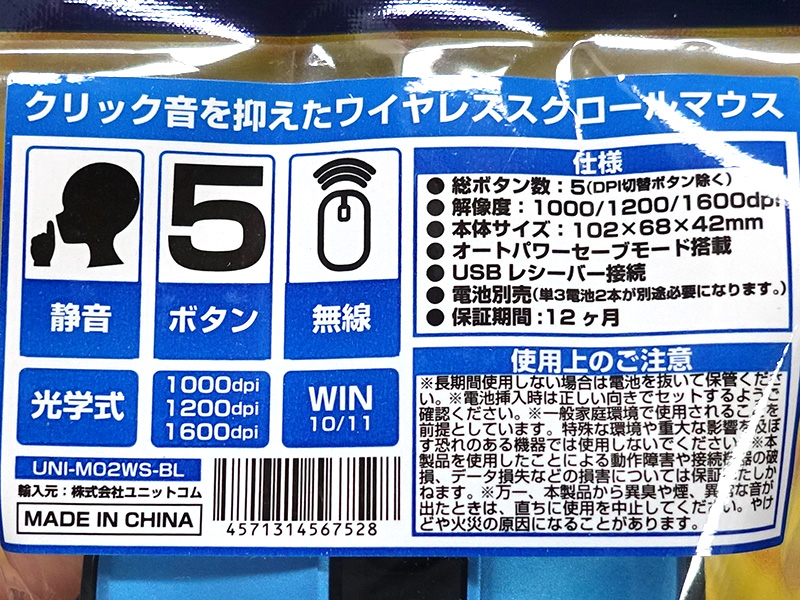 クリック音を抑えたワイヤレススクロールマウス
静音
5
ボタン
無線
光学式
1000dpi
1200dpi
1600dpi
WIN
10/11
仕様
●総ボタン数：5(DPI切替ボタン除く)
●解像度：1000/1200/1600dpi
●本体サイズ：102×68×42mm
●オートパワーセーブモード搭載
●USBレシーバー接続
●電池別売(単3電池2本が別途必要になります。)
●保証期間：12ヶ月
使用上のご注意
※長期間使用しない場合は電池を抜いて保管くださ
い。※電池挿入時は正しい向きでセットするようご
確認ください。※一般家庭環境で使用されることを
前提としています。特殊な環境や重大な影響を及ぼ
す恐れのある機器では使用しないでください。※本
製品を使用したことによる動作障害や接続機器の破
損、データ損失などの損害については保証いたしか
ねます。※万一、本製品から異臭や煙、異常な音が
出たときは、直ちに使用を中止してください。やけ
どや火災の原因になることがあります。
UNI-M02WS-BL
輸入元：株式会社ユニットコム
MADE IN CHINA
4571314567528